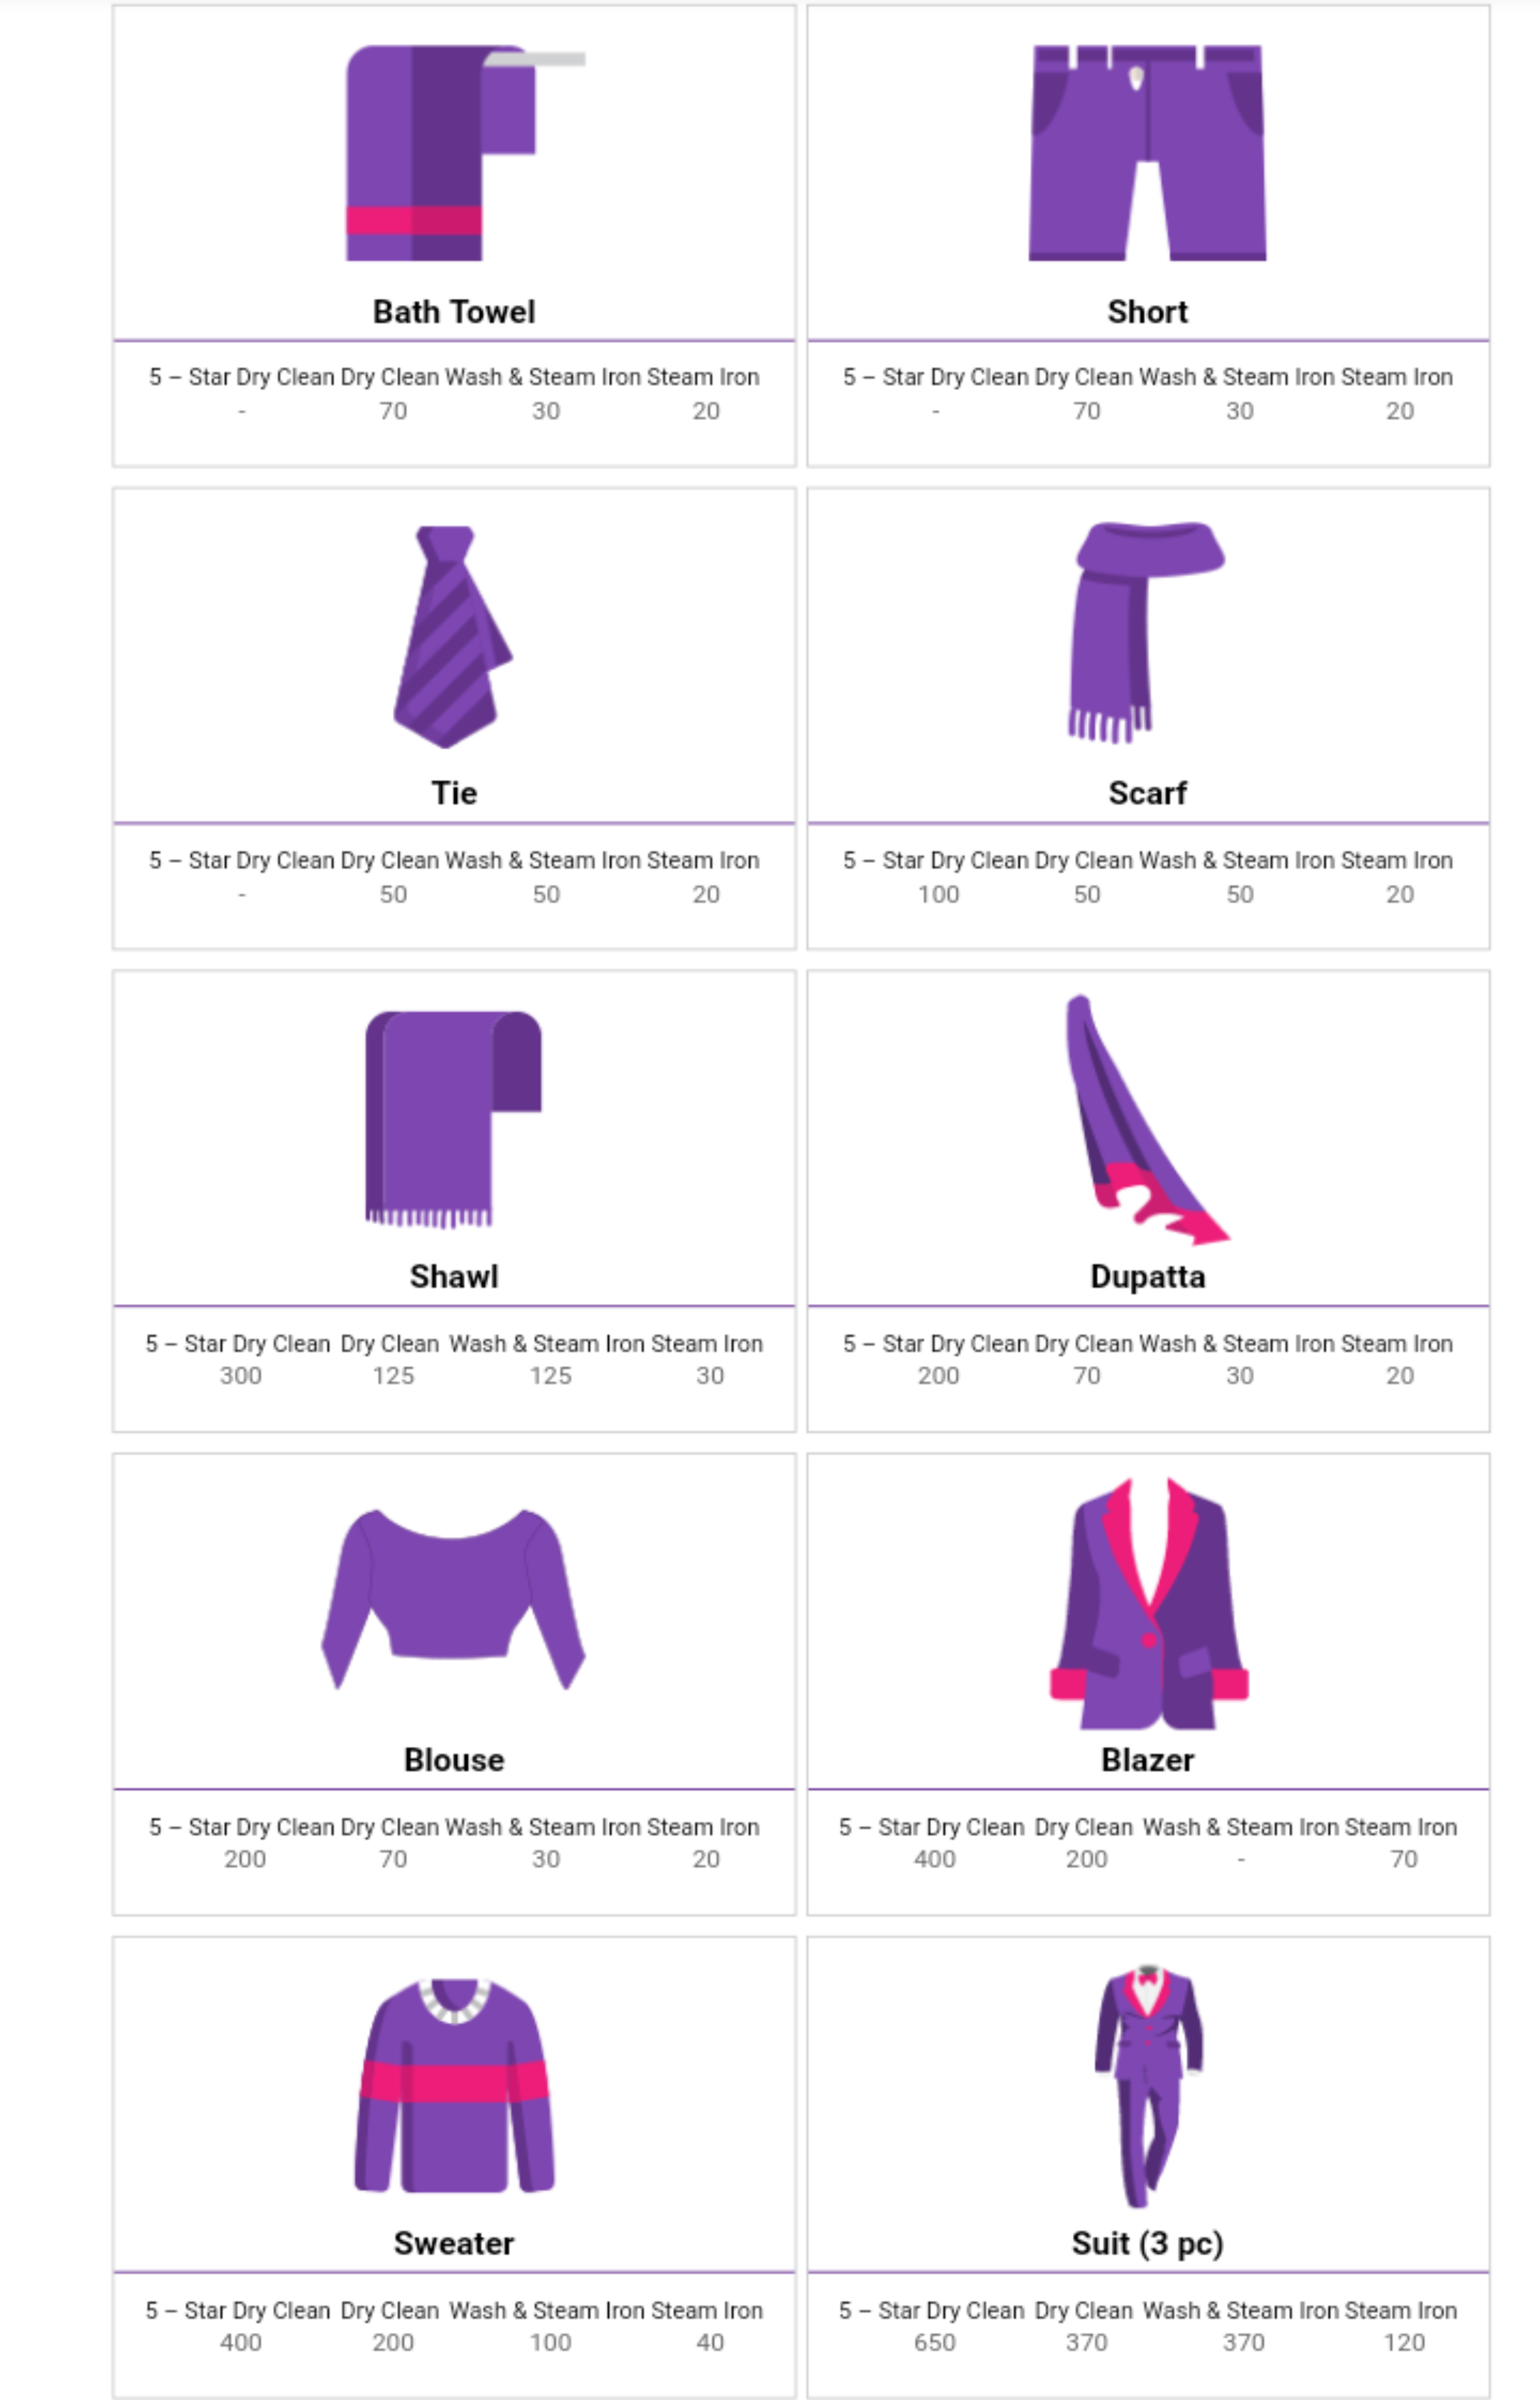 Bath Towel
5 – Star Dry Clean Dry Clean Wash & Steam Iron Steam Iron
- 70 30 20
Short
5 – Star Dry Clean Dry Clean Wash & Steam Iron Steam Iron
- 70 30 20
Tie
5 – Star Dry Clean Dry Clean Wash & Steam Iron Steam Iron
- 50 50 20
Scarf
5 – Star Dry Clean Dry Clean Wash & Steam Iron Steam Iron
100 50 50 20
Shawl
5 – Star Dry Clean Dry Clean Wash & Steam Iron Steam Iron
300 125 125 30
Dupatta
5 – Star Dry Clean Dry Clean Wash & Steam Iron Steam Iron
200 70 30 20
Blouse
5 – Star Dry Clean Dry Clean Wash & Steam Iron Steam Iron
200 70 30 20
Blazer
5 – Star Dry Clean Dry Clean Wash & Steam Iron Steam Iron
400 200 - 70
Sweater
5 – Star Dry Clean Dry Clean Wash & Steam Iron Steam Iron
400 200 100 40
Suit (3 pc)
5 – Star Dry Clean Dry Clean Wash & Steam Iron Steam Iron
650 370 370 120